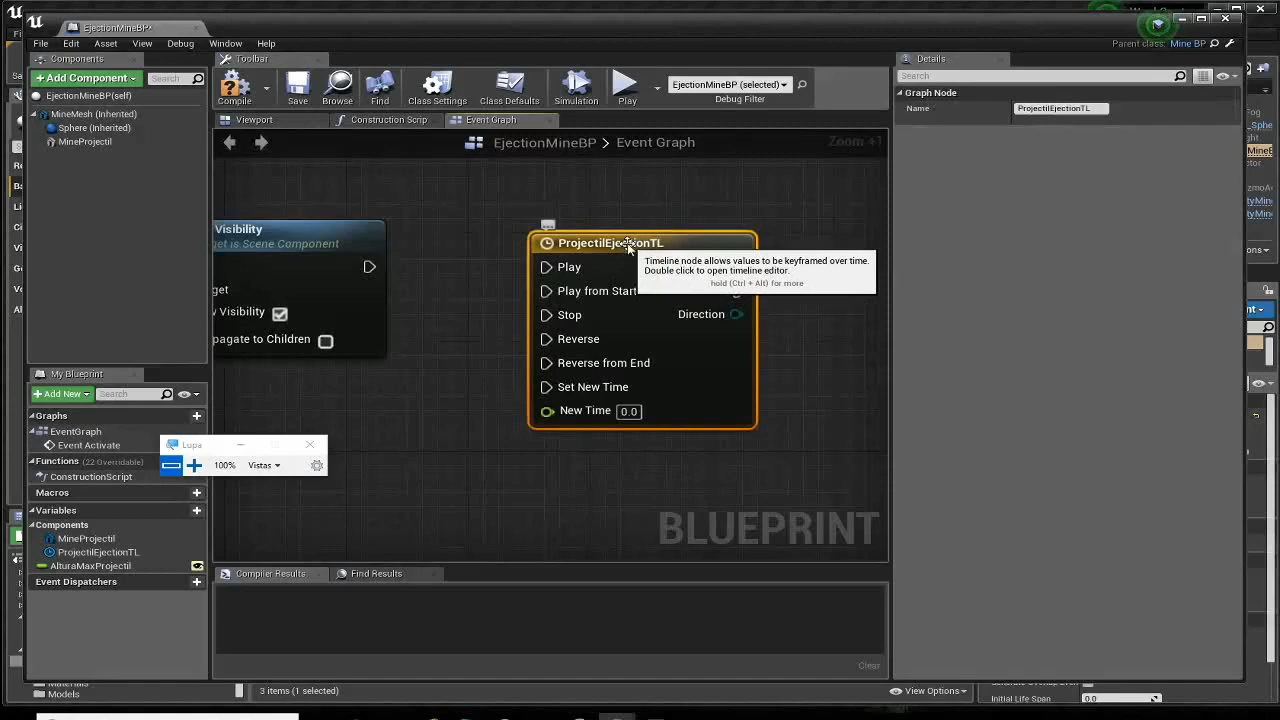 EjectionMineBP*
File Edit Asset View Debug Window Help
Parent class: Mine BP
Components
Toolbar
Details
+ Add Component
Search
Compile
Save
Browse
Find
Class Settings
Class Defaults
Simulation
Play
EjectionMineBP (selected)
Debug Filter
Search
EjectionMineBP(self)
MineMesh (Inherited)
Sphere (Inherited)
MineProjectil
Graph Node
Name
ProjectilEjectionTL
Viewport
Construction Scrip
Event Graph
EjectionMineBP > Event Graph
Zoom +1
Visibility
get is Scene Component
get
v Visibility
pagate to Children
ProjectilEjectionTL
Play
Play from Start
Stop
Direction
Reverse
Reverse from End
Set New Time
New Time 0.0
Timeline node allows values to be keyframed over time.
Double click to open timeline editor.
hold (Ctrl + Alt) for more
My Blueprint
+ Add New
Search
Graphs
EventGraph
Event Activate
Functions (22 Overridable)
ConstructionScript
Macros
Variables
Components
MineProjectil
ProjectilEjectionTL
AlturaMaxProjectil
Event Dispatchers
Lupa
100%
Vistas
BLUEPRINT
Compiler Results
Find Results
Clear
Models
3 items (1 selected)
View Options
Initial Life Span
0.0